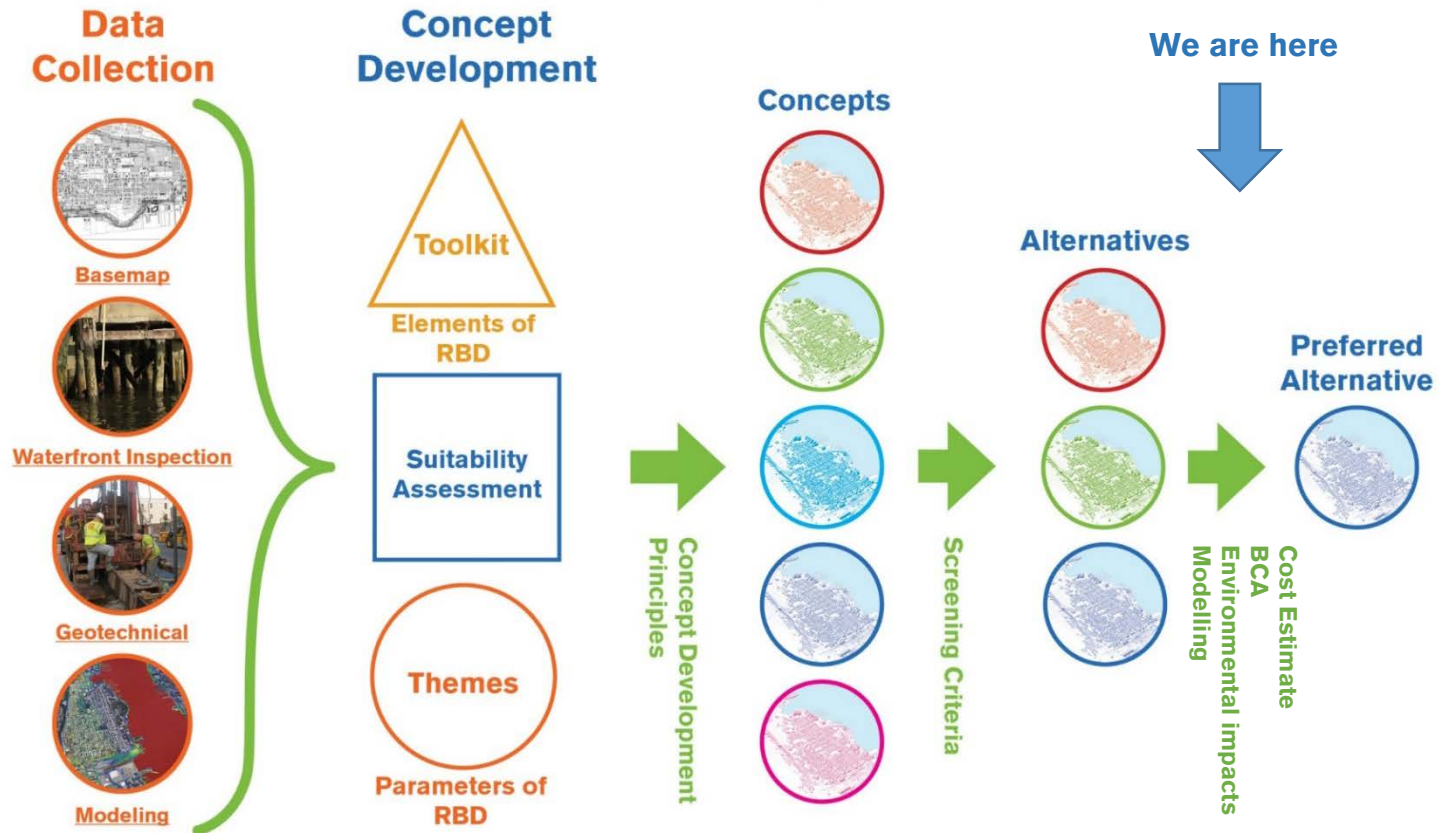 Data
Collection
Basemap
Waterfront Inspection
Geotechnical
Modeling
Concept
Development
Toolkit
Elements of
RBD
Suitability
Assessment
Themes
Parameters of
RBD
Concept Development
Principles
Concepts
Screening Criteria
Alternatives
We are here
Cost Estimate
BCA
Environmental impacts
Modelling
Preferred
Alternative